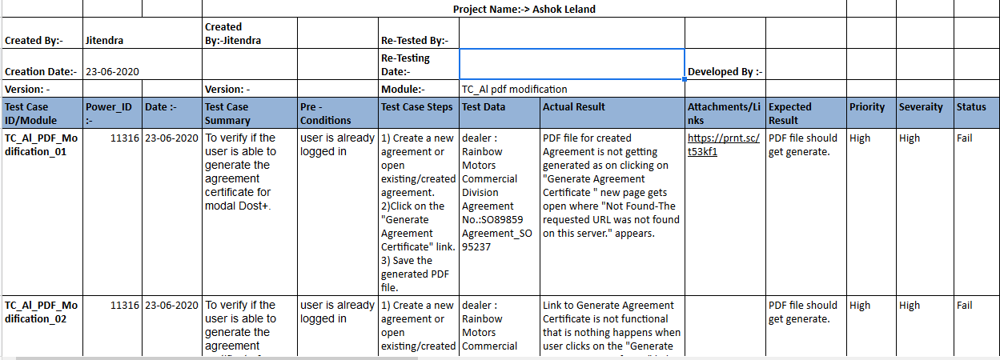 Project Name:-> Ashok Leland
Created By:- Jitendra Created By:-Jitendra Re-Tested By:-
Creation Date:- 23-06-2020 Re-Testing Date:- Developed By :-
Version: - Version: - Module:- TC_Al pdf modification
Test Case ID/Module
Power_ID :-
Date :-
Test Case Summary
Pre - Conditions
Test Case Steps
Test Data
Actual Result
Attachments/Links
Expected Result
Priority
Severaity
Status
TC_Al_PDF_Mo
dification_01
11316
23-06-2020
To verify if the
user is able to
generate the
agreement
certificate for
modal Dost+.
user is already
logged in
1) Create a new
agreement or
open
existing/created
agreement.
2)Click on the
"Generate
Agreement
Certificate" link.
3) Save the
generated PDF
file.
dealer :
Rainbow
Motors
Commercial
Division
Agreement
No.:SO89859
Agreement_SO
95237
PDF file for created
Agreement is not getting
generated as on clicking on
"Generate Agreement
Certificate " new page gets
open where "Not Found-The
requested URL was not found
on this server." appears.
https://prnt.sc/
t53kf1
PDF file should
get generate.
High
High
Fail
TC_Al_PDF_Mo
dification_02
11316
23-06-2020
To verify if the
user is able to
generate the
agreement
user is already
logged in
1) Create a new
agreement or
open
existing/created
dealer :
Rainbow
Motors
Commercial
Link to Generate Agreement
Certificate is not functional
that is nothing happens when
user clicks on the "Generate
PDF file should
get generate.
High
High
Fail